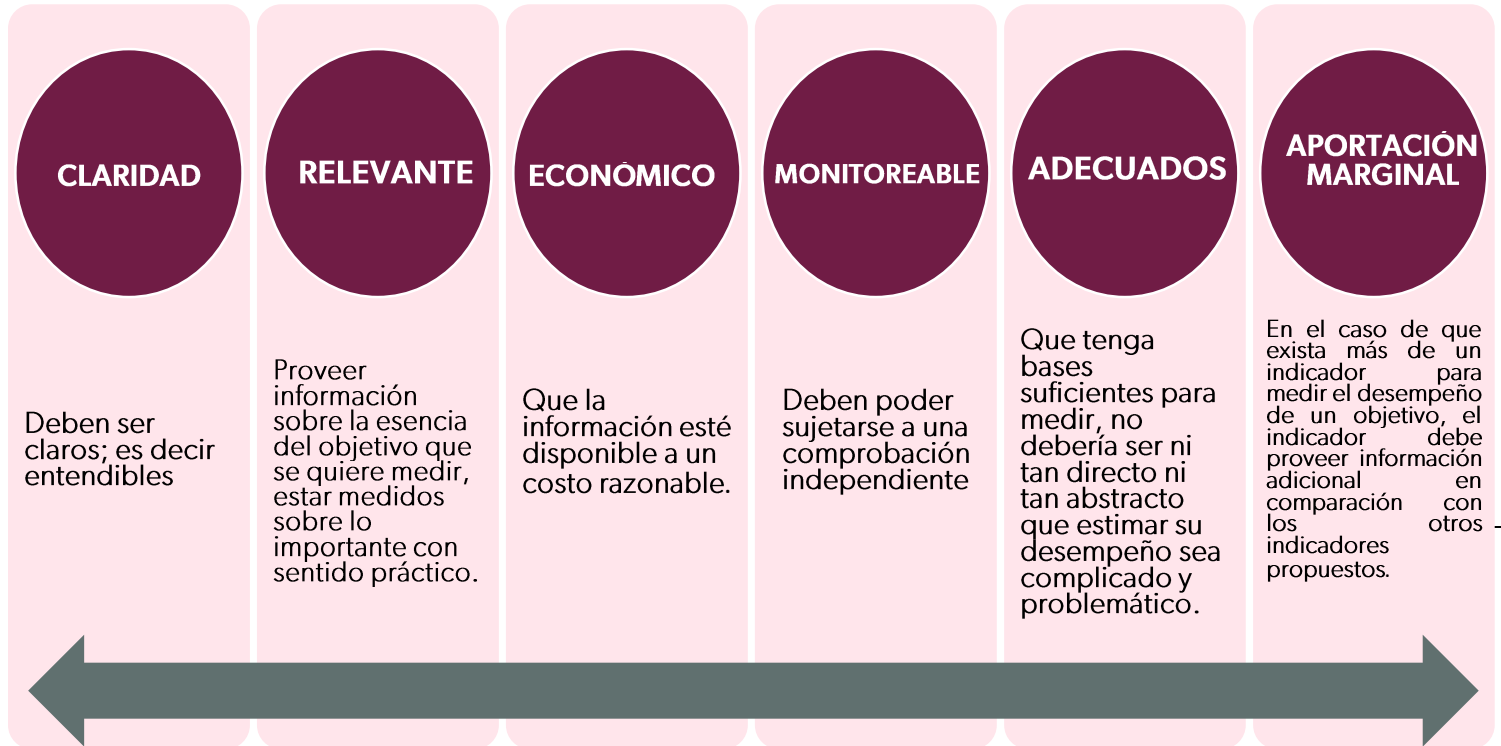 CLARIDAD
Deben ser
claros; es decir
entendibles
RELEVANTE
Proveer
información
sobre la esencia
del objetivo que
se quiere medir,
estar medidos
sobre lo
importante con
sentido práctico.
ECONÓMICO
Que la
información esté
disponible a un
costo razonable.
MONITOREABLE
Deben poder
sujetarse a una
comprobación
independiente
ADECUADOS
Que tenga
bases
suficientes para
medir, no
debería ser ni
tan directo ni
tan abstracto
que estimar su
desempeño sea
complicado y
problemático.
APORTACIÓN
MARGINAL
En el caso de que
exista más de un
indicador para
medir el desempeño
de un objetivo, el
indicador debe
proveer información
adicional en
comparación con
los otros
indicadores
propuestos.